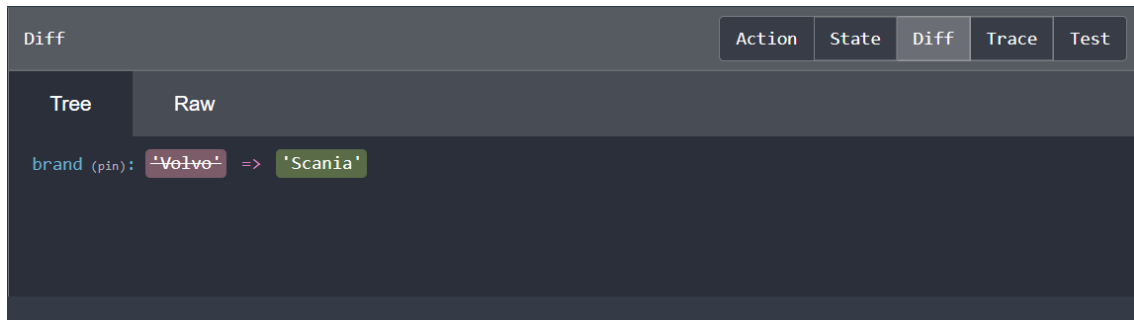 Diff Action State Diff Trace Test
Tree Raw
brand (pin): 'Volvo' => 'Scania'